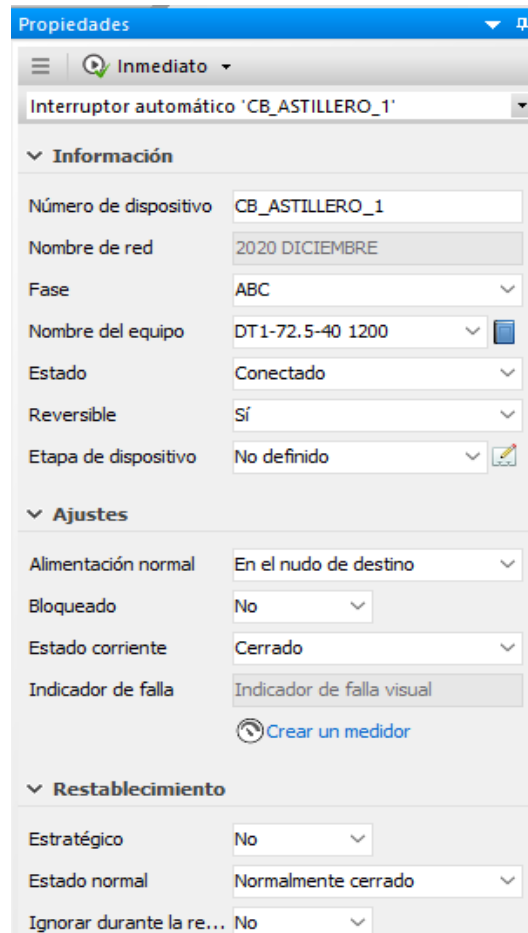 Propiedades
Inmediato
Interruptor automático 'CB_ASTILLERO_1'
Información
Número de dispositivo CB_ASTILLERO_1
Nombre de red 2020 DICIEMBRE
Fase ABC
Nombre del equipo DT1-72.5-40 1200
Estado Conectado
Reversible Sí
Etapa de dispositivo No definido
Ajustes
Alimentación normal En el nudo de destino
Bloqueado No
Estado corriente Cerrado
Indicador de falla Indicador de falla visual
Crear un medidor
Restablecimiento
Estratégico No
Estado normal Normalmente cerrado
Ignorar durante la re... No